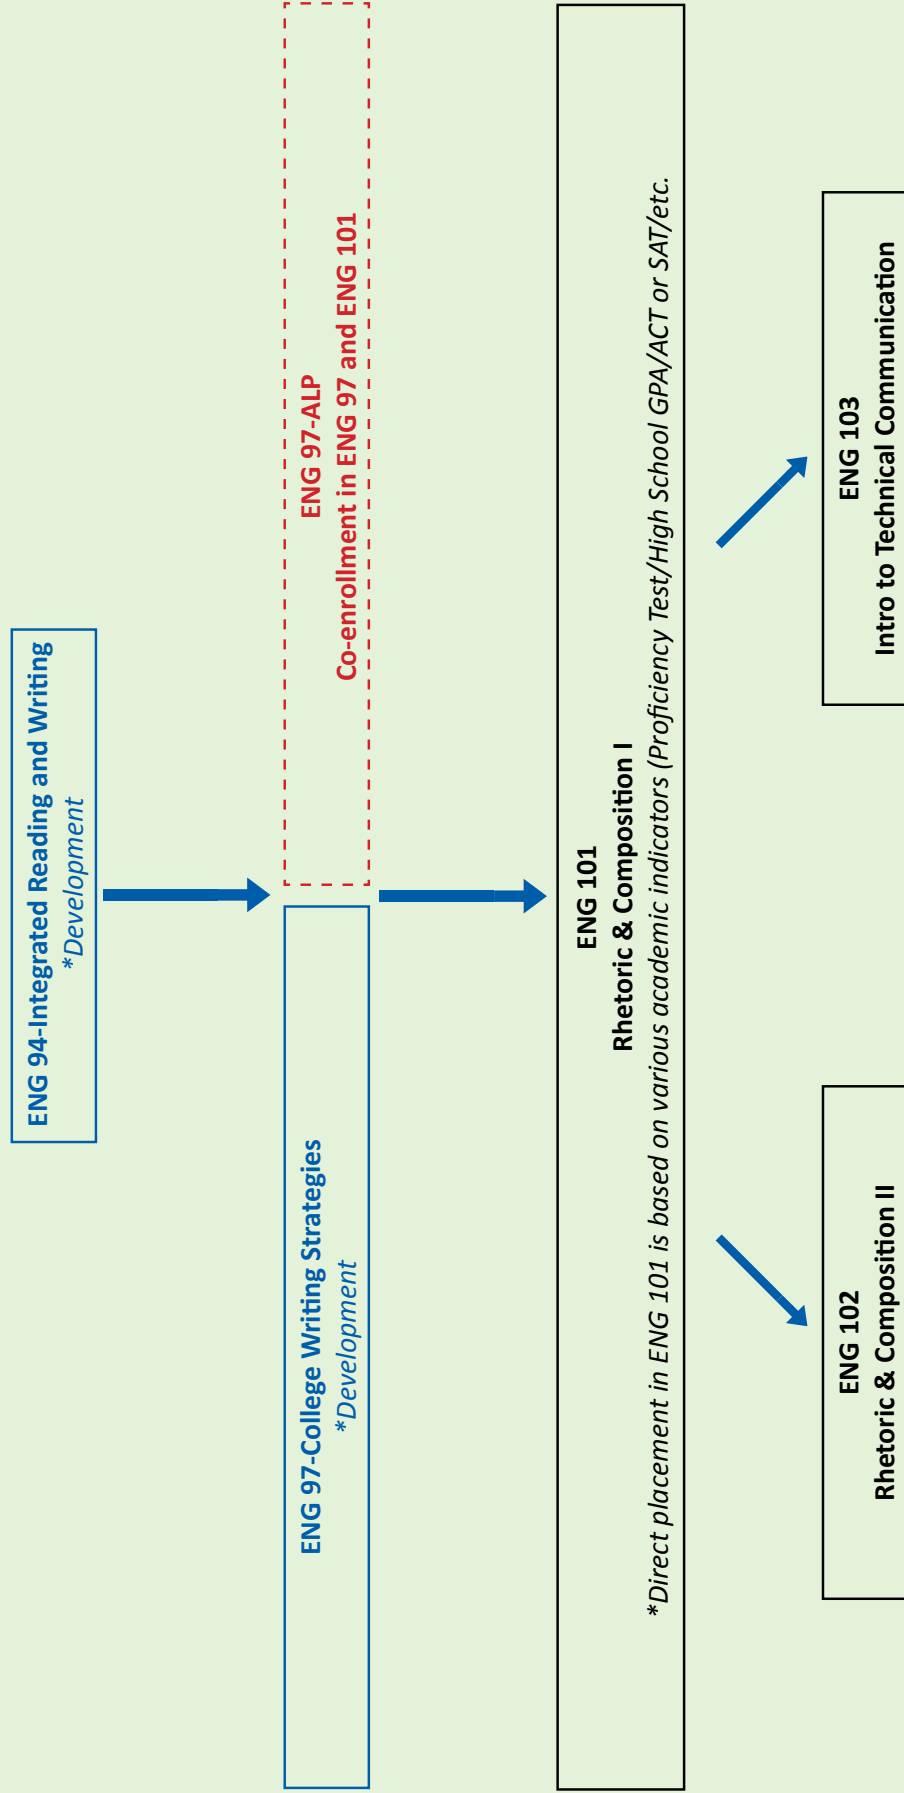 ENG 94-Integrated Reading and Writing
*Development
ENG 97-College Writing Strategies
*Development
ENG 97-ALP
Co-enrollment in ENG 97 and ENG 101
ENG 101
Rhetoric & Composition I
*Direct placement in ENG 101 is based on various academic indicators (Proficiency Test/High School GPA/ACT or SAT/etc.
ENG 102
Rhetoric & Composition II
ENG 103
Intro to Technical Communication